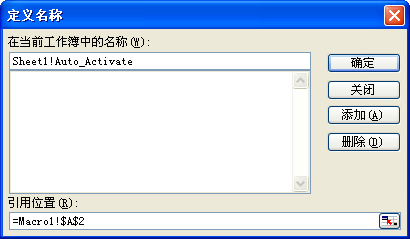 定义名称
在当前工作簿中的名称(W):
Sheet1!Auto_Activate
确定
关闭
添加(A)
删除(D)
引用位置(R):
=Macro1!$A$2